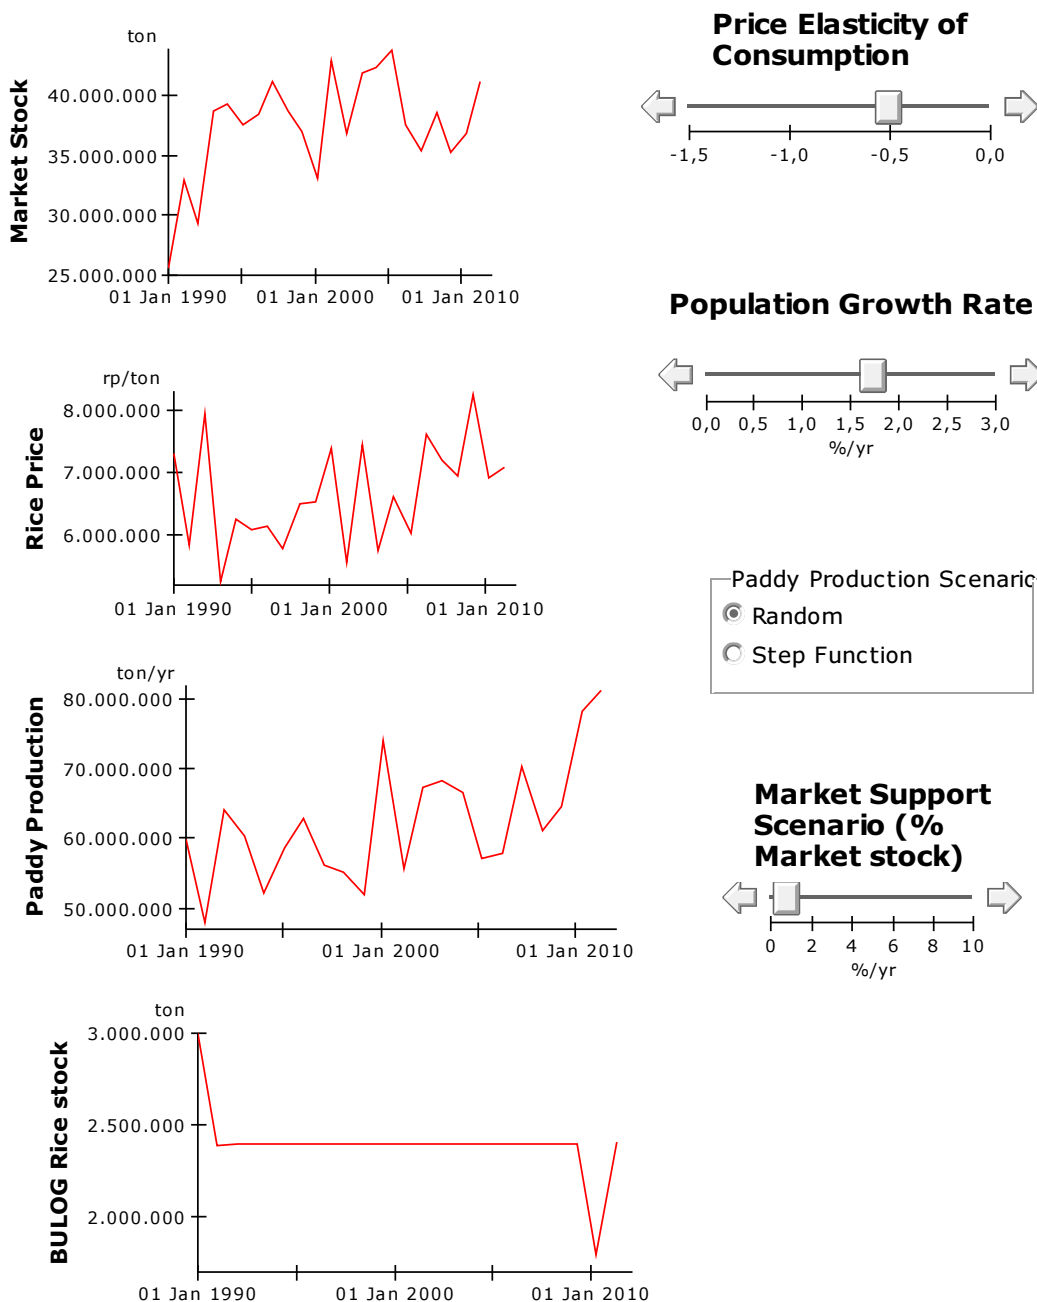 ton
Market Stock
40.000.000
35.000.000
30.000.000
25.000.000
01 Jan 1990 01 Jan 2000 01 Jan 2010
rp/ton
Rice Price
8.000.000
7.000.000
6.000.000
01 Jan 1990 01 Jan 2000 01 Jan 2010
ton/yr
Paddy Production
80.000.000
70.000.000
60.000.000
50.000.000
01 Jan 1990 01 Jan 2000 01 Jan 2010
ton
BULOG Rice stock
3.000.000
2.500.000
2.000.000
01 Jan 1990 01 Jan 2000 01 Jan 2010
Price Elasticity of
Consumption
-1,5 -1,0 -0,5 0,0
Population Growth Rate
0,0 0,5 1,0 1,5 2,0 2,5 3,0
%/yr
Paddy Production Scenario
Random
Step Function
Market Support
Scenario (%
Market stock)
0 2 4 6 8 10
%/yr